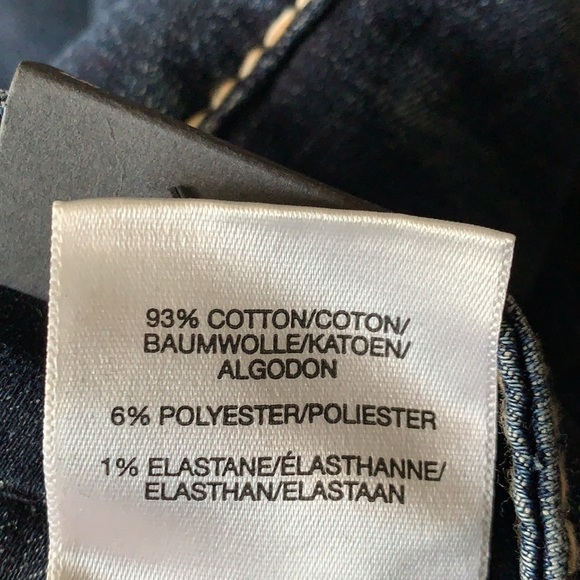 93% COTTON/COTON/
BAUMWOLLE/KATOEN/
ALGODON
6% POLYESTER/POLIESTER
1% ELASTANE/ÉLASTHANNE/
ELASTHAN/ELASTAAN